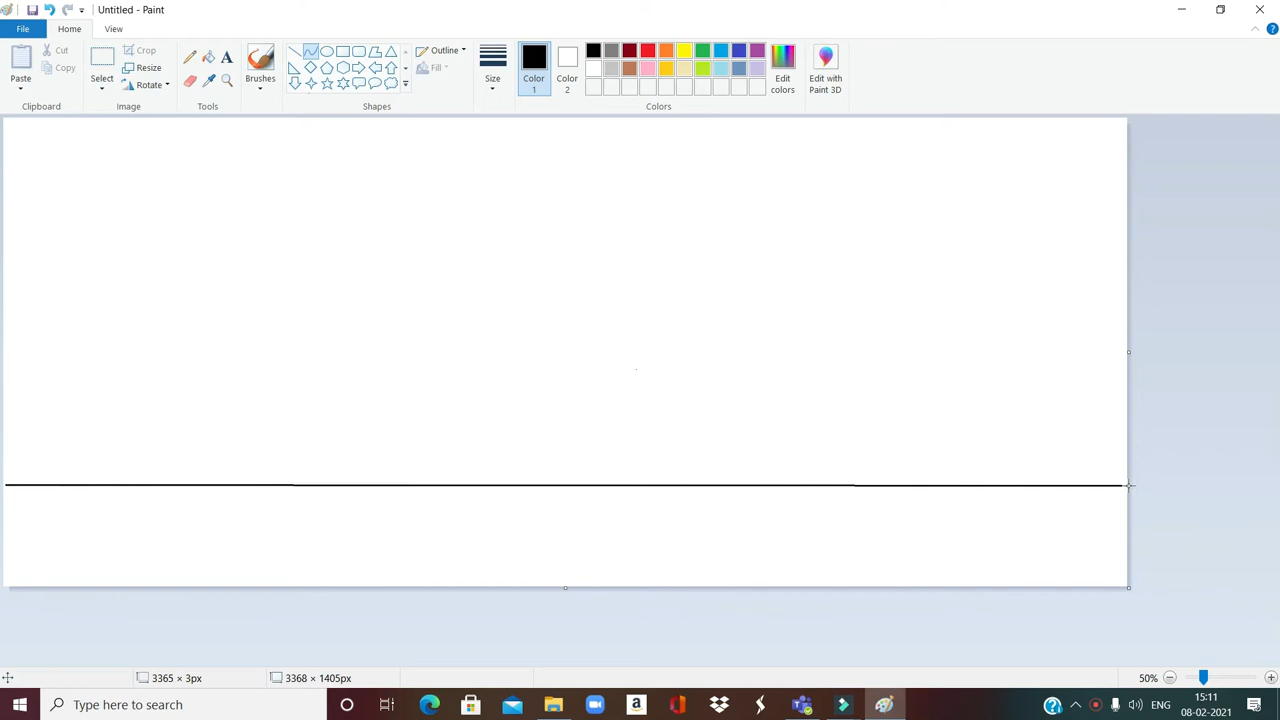 Untitled - Paint
File Home View
Paste
Cut
Copy
Clipboard
Select
Crop
Resize
Rotate
Image
Tools
Brushes
Shapes
Outline
Fill
Size
Color 1
Color 2
Colors
Edit colors
Edit with Paint 3D
3365 × 3px
3368 × 1405px
50%
Type here to search
ENG
15:11
08-02-2021